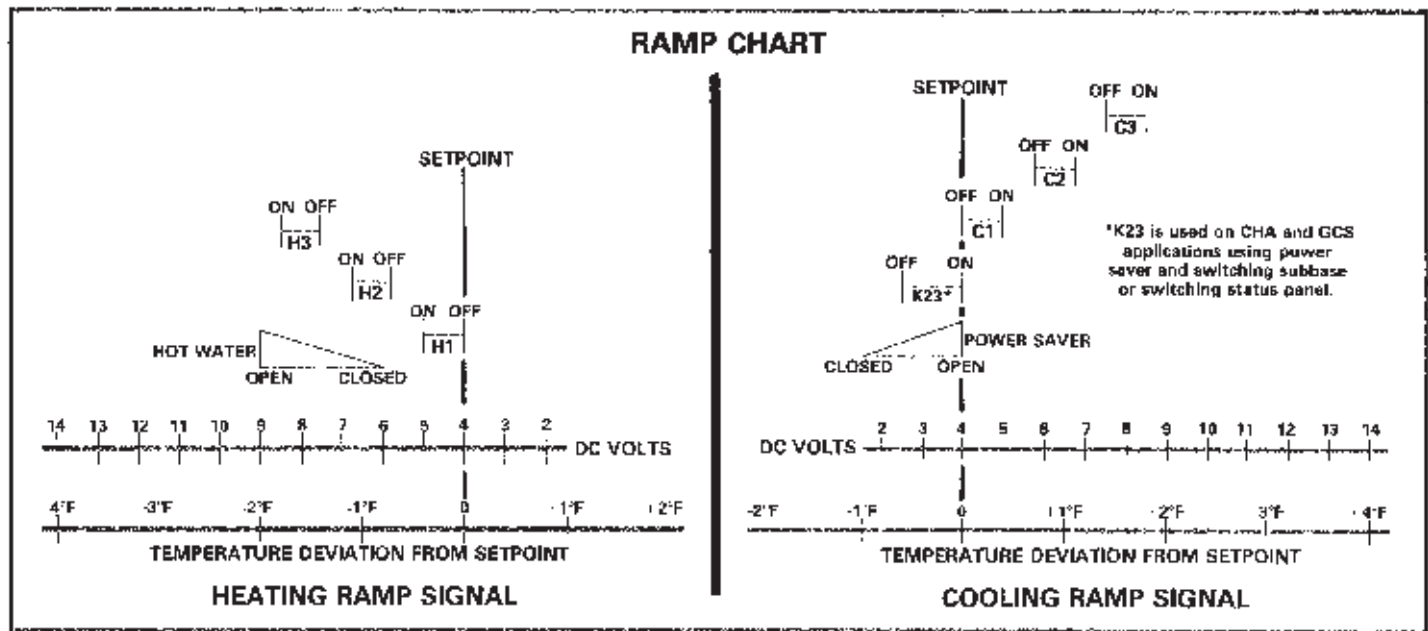 RAMP CHART
SETPOINT
ON OFF
H3
ON OFF
H2
ON OFF
H1
HOT WATER
OPEN CLOSED
14 13 12 11 10 9 8 7 6 5 4 3 2
DC VOLTS
4°F -3°F -2°F -1°F 0 1°F +2°F
TEMPERATURE DEVIATION FROM SETPOINT
HEATING RAMP SIGNAL
SETPOINT
OFF ON
C3
OFF ON
C2
OFF ON
C1
OFF ON
K23*
*K23 is used on CHA and GCS
applications using power
saver and switching subbase
or switching status panel.
POWER SAVER
CLOSED OPEN
DC VOLTS
2 3 4 5 6 7 8 9 10 11 12 13 14
-2°F -1°F 0 +1°F +2°F 3°F +4°F
TEMPERATURE DEVIATION FROM SETPOINT
COOLING RAMP SIGNAL